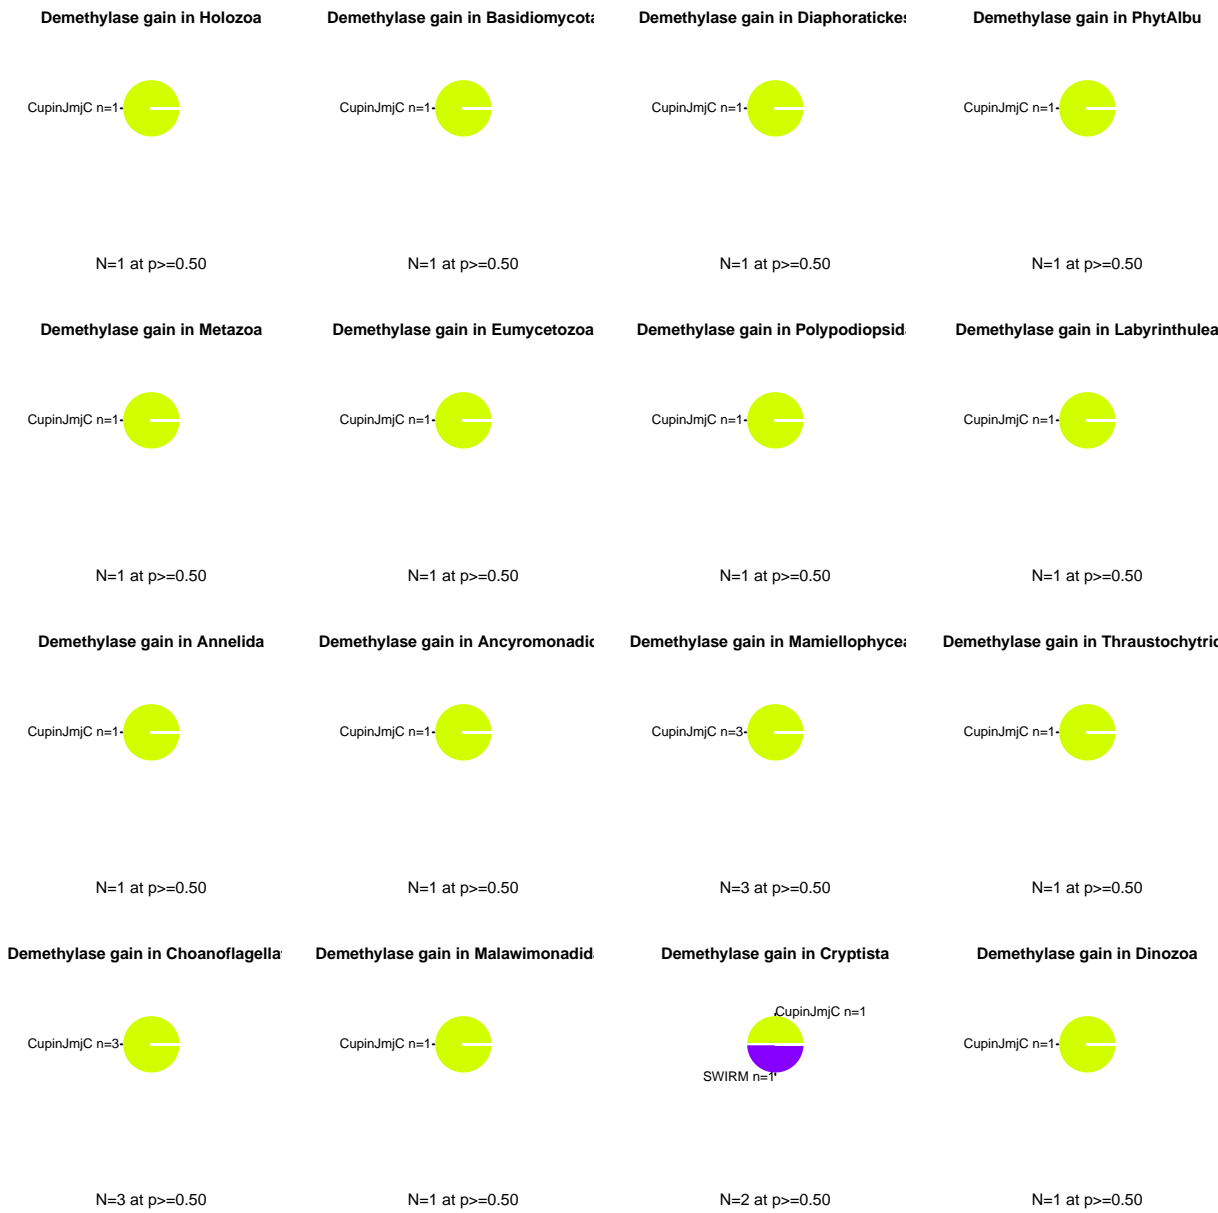 Demethylase gain in Holozoa
Demethylase gain in Basidiomycota
Demethylase gain in Diaphoratickes
Demethylase gain in PhytAlbu
CupinJmjC n=1
CupinJmjC n=1
CupinJmjC n=1
CupinJmjC n=1
N=1 at p>=0.50
N=1 at p>=0.50
N=1 at p>=0.50
N=1 at p>=0.50
Demethylase gain in Metazoa
Demethylase gain in Eumycetozoa
Demethylase gain in Polypodiopsid
Demethylase gain in Labyrinthulea
CupinJmjC n=1
CupinJmjC n=1
CupinJmjC n=1
CupinJmjC n=1
N=1 at p>=0.50
N=1 at p>=0.50
N=1 at p>=0.50
N=1 at p>=0.50
Demethylase gain in Annelida
Demethylase gain in Ancyromonadid
Demethylase gain in Mamiellophycea
Demethylase gain in Thraustochytrid
CupinJmjC n=1
CupinJmjC n=1
CupinJmjC n=3
CupinJmjC n=1
N=1 at p>=0.50
N=1 at p>=0.50
N=3 at p>=0.50
N=1 at p>=0.50
Demethylase gain in Choanoflagellat
Demethylase gain in Malawimonadid
Demethylase gain in Cryptista
Demethylase gain in Dinozoa
CupinJmjC n=3
CupinJmjC n=1
CupinJmjC n=1
SWIRM n=1
CupinJmjC n=1
N=3 at p>=0.50
N=1 at p>=0.50
N=2 at p>=0.50
N=1 at p>=0.50